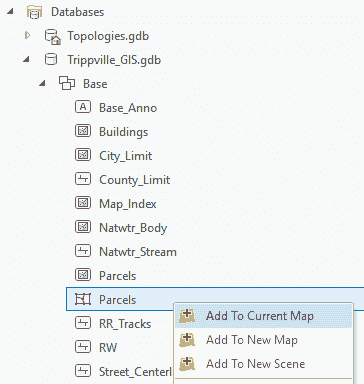 Databases
Topologies.gdb
Trippville_GIS.gdb
Base
A Base_Anno
Buildings
City_Limit
County_Limit
Map_Index
Natwtr_Body
Natwtr_Stream
Parcels
Parcels
Add To Current Map
RR_Tracks
Add To New Map
RW
Add To New Scene
Street_Centerl